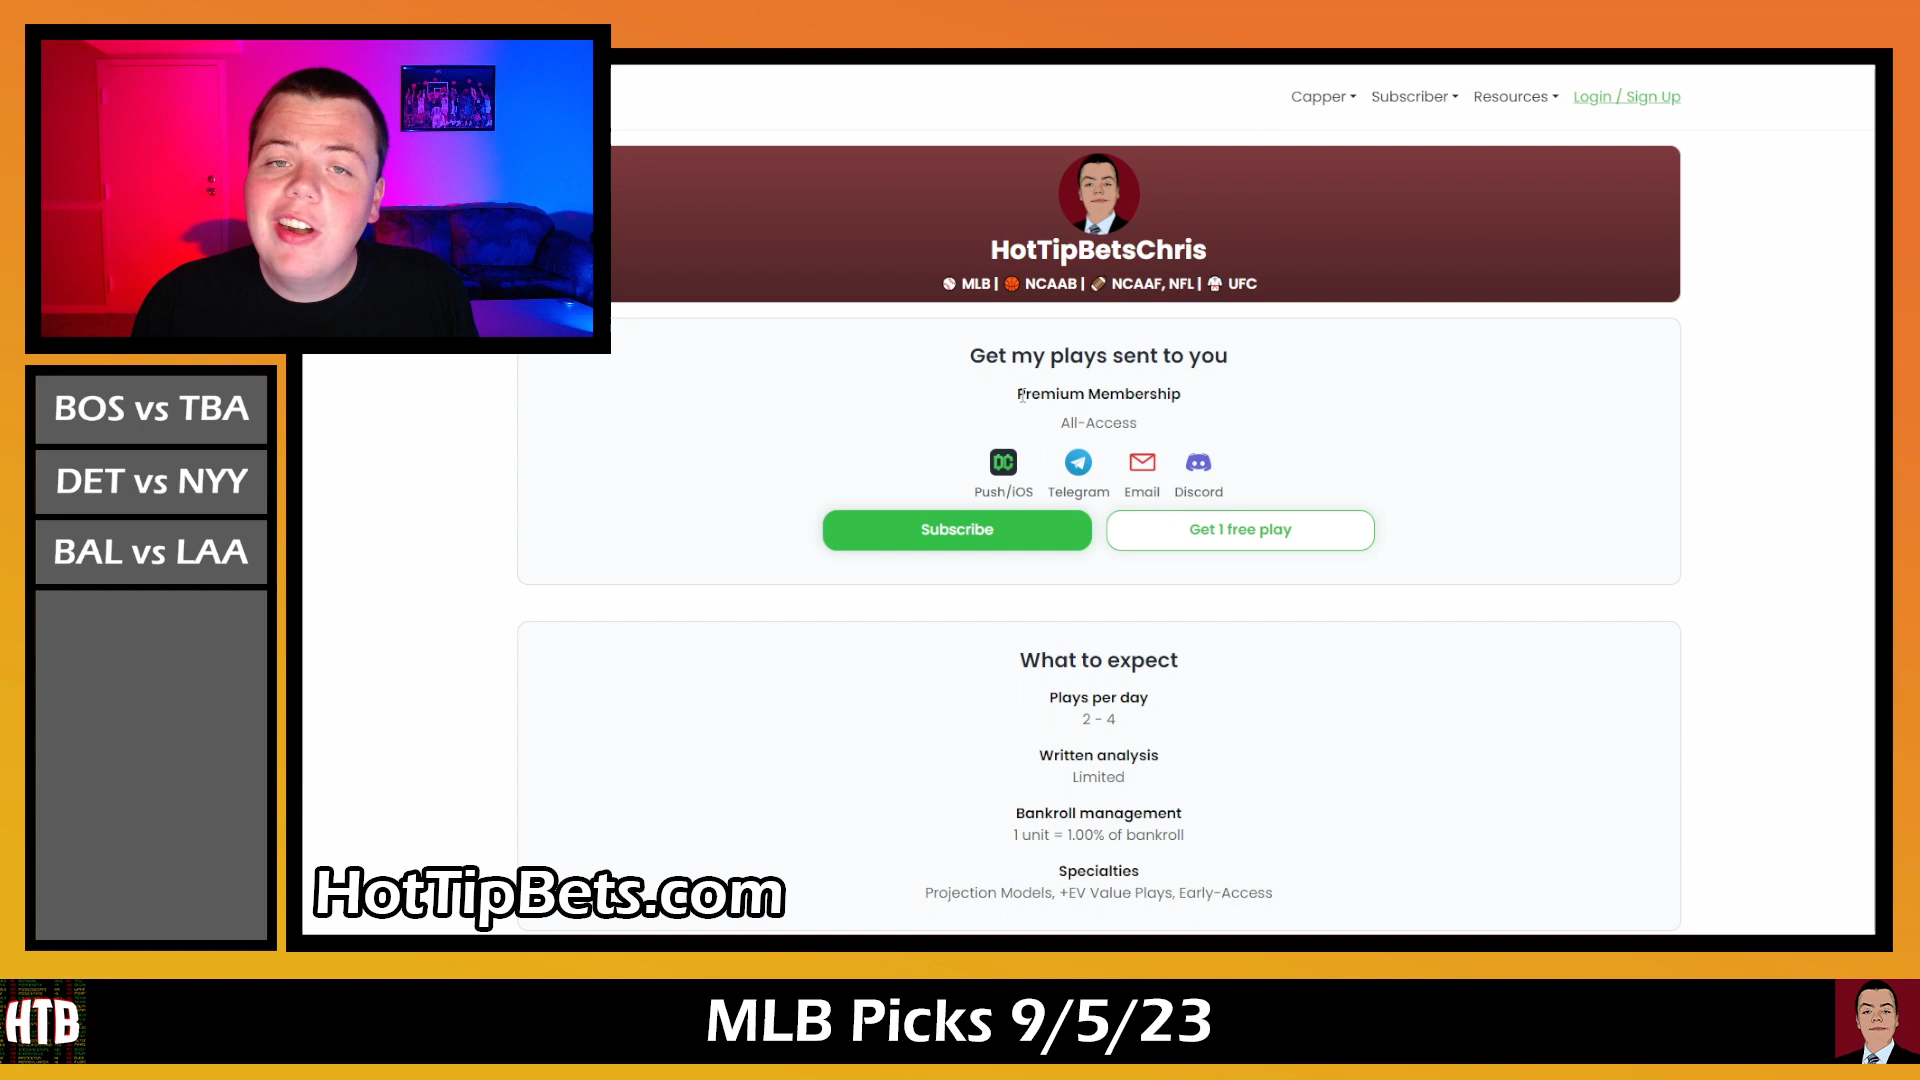 Capper
Subscriber
Resources
Login / Sign Up
HotTipBetsChris
MLB | NCAAB | NCAAF, NFL | UFC
Get my plays sent to you
Premium Membership
All-Access
DC
Push/iOS
Telegram
Email
Discord
Subscribe
Get 1 free play
BOS vs TBA
DET vs NYY
BAL vs LAA
What to expect
Plays per day
2 - 4
Written analysis
Limited
Bankroll management
1 unit = 1.00% of bankroll
Specialties
Projection Models, +EV Value Plays, Early-Access
HotTipBets.com
HTB
MLB Picks 9/5/23